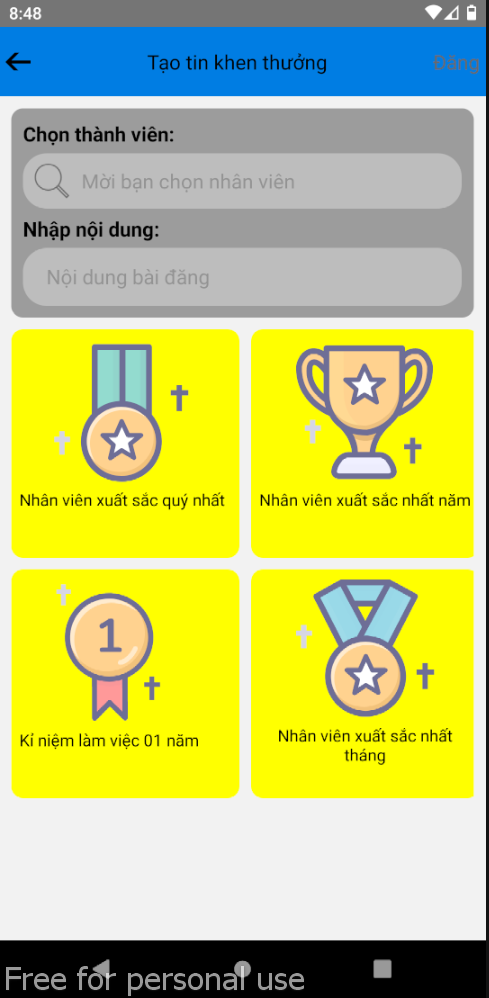 8:48
Tạo tin khen thưởng
Đăng
Chọn thành viên:
Mời bạn chọn nhân viên
Nhập nội dung:
Nội dung bài đăng
Nhân viên xuất sắc quý nhất
Nhân viên xuất sắc nhất năm
1
Kỉ niệm làm việc 01 năm
Nhân viên xuất sắc nhất
tháng
Free for personal use